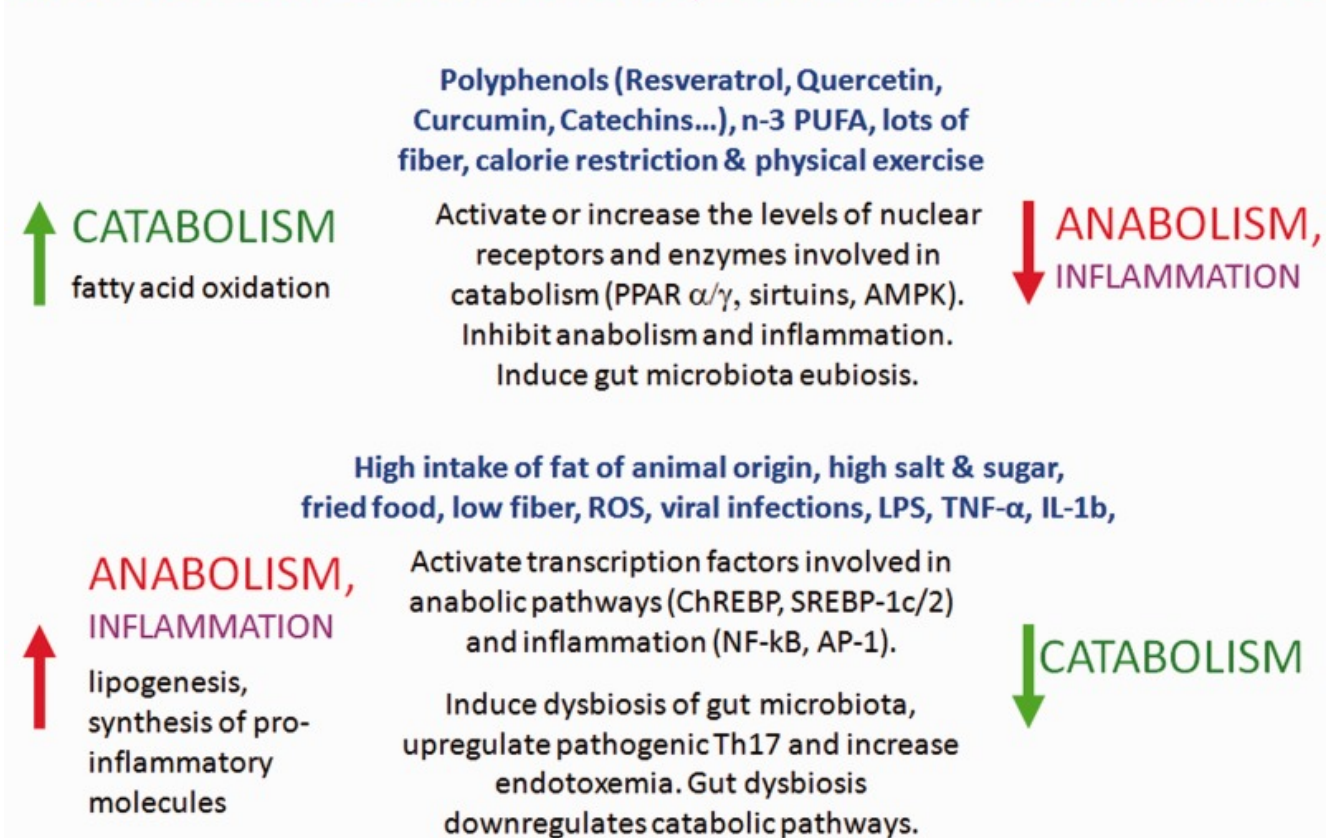 Polyphenols (Resveratrol, Quercetin,
Curcumin, Catechins...), n-3 PUFA, lots of
fiber, calorie restriction & physical exercise
CATABOLISM
fatty acid oxidation
Activate or increase the levels of nuclear
receptors and enzymes involved in
catabolism (PPAR α/γ, sirtuins, AMPK).
Inhibit anabolism and inflammation.
Induce gut microbiota eubiosis.
ANABOLISM,
INFLAMMATION
High intake of fat of animal origin, high salt & sugar,
fried food, low fiber, ROS, viral infections, LPS, TNF-α, IL-1b,
ANABOLISM,
INFLAMMATION
lipogenesis,
synthesis of pro-
inflammatory
molecules
Activate transcription factors involved in
anabolic pathways (ChREBP, SREBP-1c/2)
and inflammation (NF-kB, AP-1).
Induce dysbiosis of gut microbiota,
upregulate pathogenic Th17 and increase
endotoxemia. Gut dysbiosis
downregulates catabolic pathways.
CATABOLISM